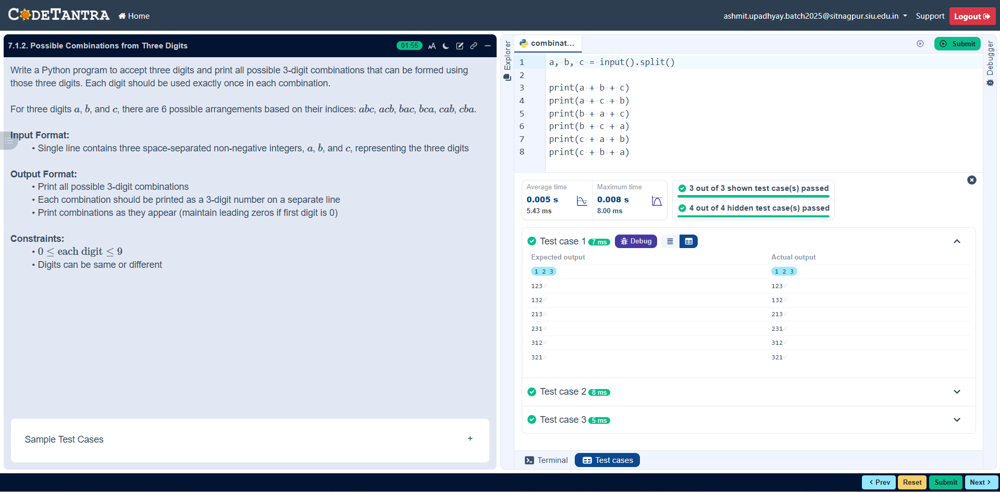 CODETANTRA Home ashmit.upadhyay.batch2025@sitnagpur.siu.edu.in Support Logout
7.1.2. Possible Combinations from Three Digits 01:55 AA
Write a Python program to accept three digits and print all possible 3-digit combinations that can be formed using
those three digits. Each digit should be used exactly once in each combination.
For three digits a, b, and c, there are 6 possible arrangements based on their indices: abc, acb, bac, bca, cab, cba.
Input Format:
• Single line contains three space-separated non-negative integers, a, b, and c, representing the three digits
Output Format:
• Print all possible 3-digit combinations
• Each combination should be printed as a 3-digit number on a separate line
• Print combinations as they appear (maintain leading zeros if first digit is 0)
Constraints:
• 0 ≤ each digit ≤ 9
• Digits can be same or different
Sample Test Cases +
Explorer
combinat...
Submit
Debugger
1 a, b, c = input().split()
2
3 print(a + b + c)
4 print(a + c + b)
5 print(b + a + c)
6 print(b + c + a)
7 print(c + a + b)
8 print(c + b + a)
Average time
0.005 s
5.43 ms
Maximum time
0.008 s
8.00 ms
3 out of 3 shown test case(s) passed
4 out of 4 hidden test case(s) passed
Test case 1 7 ms Debug
Expected output Actual output
1 2 3 1 2 3
123 123
132 132
213 213
231 231
312 312
321 321
Test case 2 8 ms
Test case 3 5 ms
Terminal Test cases
Prev Reset Submit Next